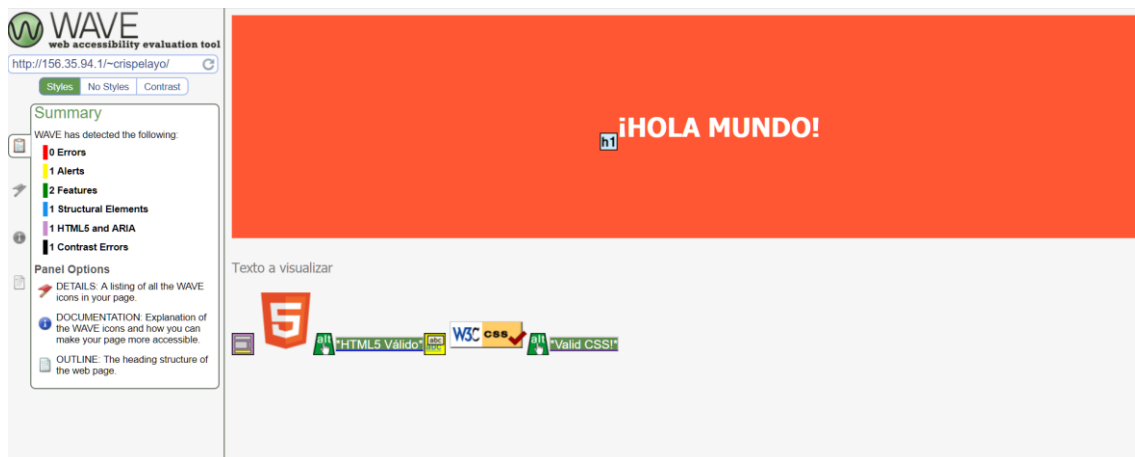 WAVE
web accessibility evaluation tool
http://156.35.94.1/~crispelayo/
Styles No Styles Contrast
Summary
WAVE has detected the following:
0 Errors
1 Alerts
2 Features
1 Structural Elements
1 HTML5 and ARIA
1 Contrast Errors
Panel Options
DETAILS: A listing of all the WAVE
icons in your page.
DOCUMENTATION: Explanation of
the WAVE icons and how you can
make your page more accessible.
OUTLINE: The heading structure of
the web page.
h1 ¡HOLA MUNDO!
Texto a visualizar
5
alt *HTML5 Válido* abc
W3C css
alt *Valid CSS!*